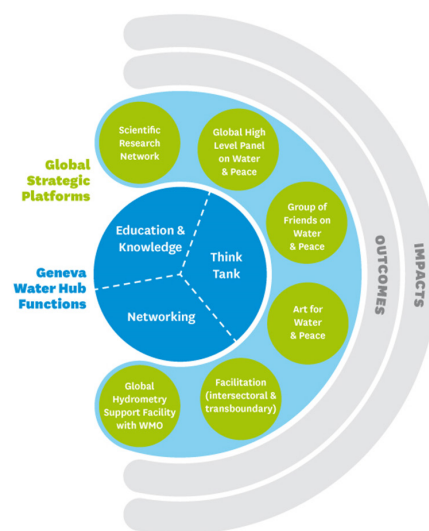 Scientific
Research
Network
Global High
Level Panel
on Water
& Peace
Global
Strategic
Platforms
Group of
Friends on
Water
& Peace
Education &
Knowledge
Think
Tank
Geneva
Water Hub
Functions
Networking
OUTCOMES
IMPACTS
Art for
Water
& Peace
Global
Hydrometry
Support Facility
with WMO
Facilitation
(intersectoral &
transboundary)